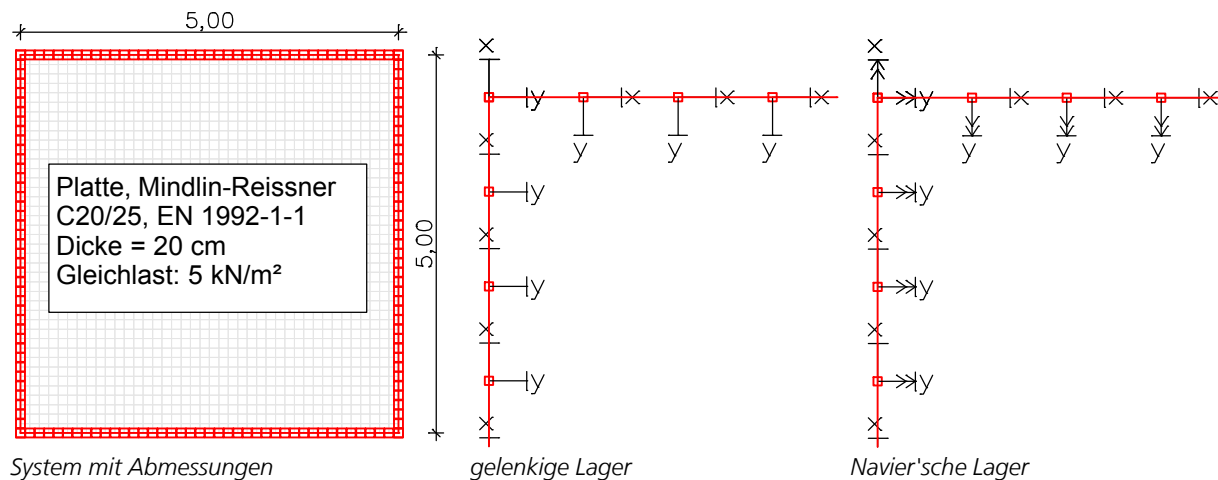 5,00
5,00
Platte, Mindlin-Reissner
C20/25, EN 1992-1-1
Dicke = 20 cm
Gleichlast: 5 kN/m²
x
y
x
x
x
y
y
y
x
y
x
y
x
y
x
x
y
x
x
x
y
y
y
x
y
x
y
x
y
x
System mit Abmessungen
gelenkige Lager
Navier'sche Lager